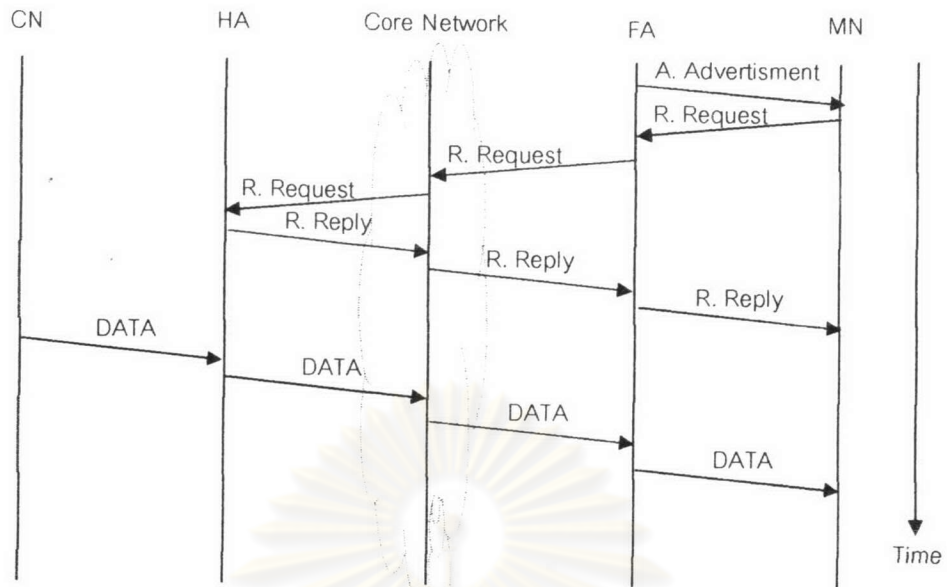 CN
HA
Core Network
FA
MN
A. Advertisment
R. Request
R. Request
R. Request
R. Reply
R. Reply
R. Reply
DATA
DATA
DATA
DATA
Time